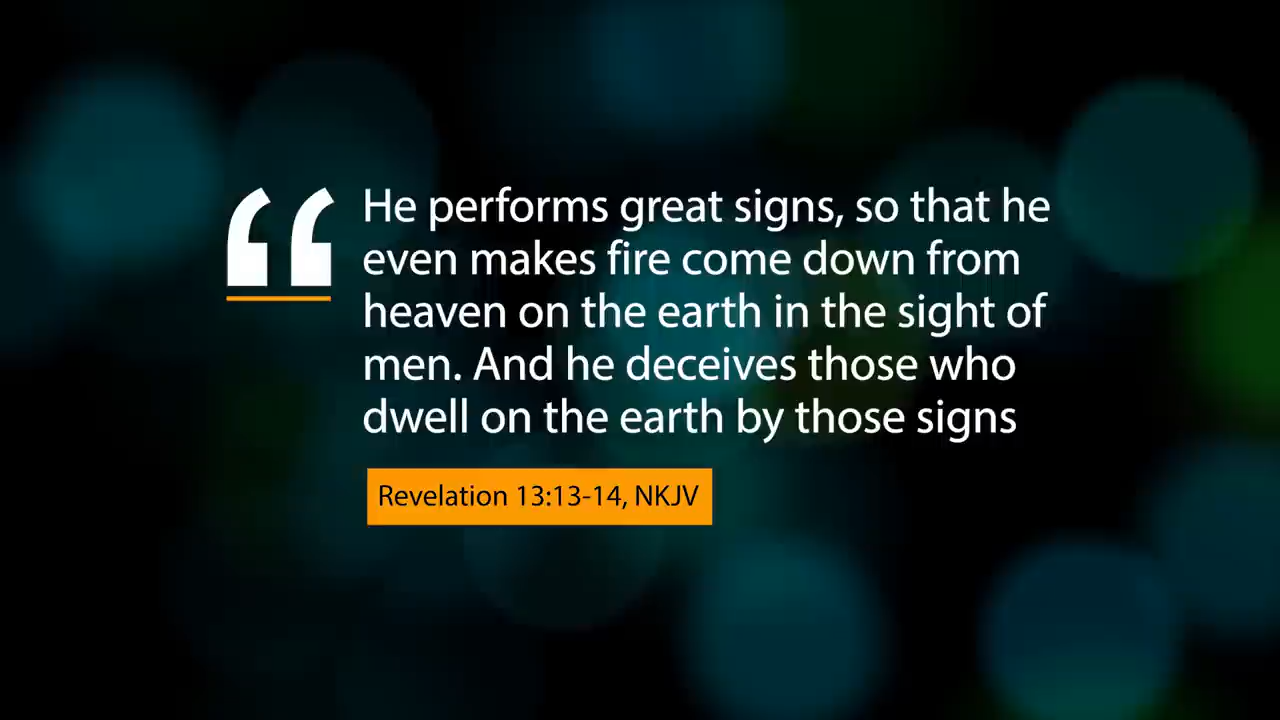 He performs great signs, so that he
even makes fire come down from
heaven on the earth in the sight of
men. And he deceives those who
dwell on the earth by those signs
Revelation 13:13-14, NKJV